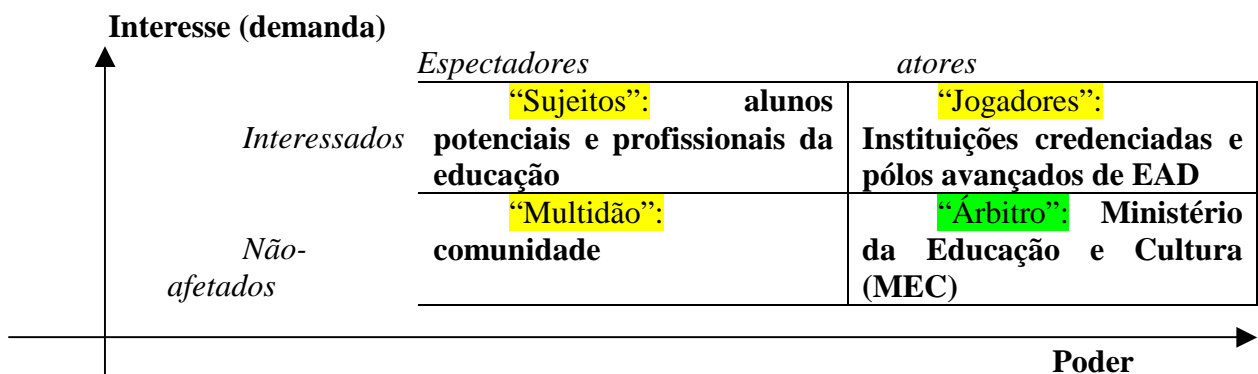 Interesse (demanda)
Espectadores atores
“Sujeitos”: alunos “Jogadores”:
Interessados potenciais e profissionais da Instituições credenciadas e
educação pólos avançados de EAD
“Multidão”: “Árbitro”: Ministério
Não- comunidade da Educação e Cultura
afetados (MEC)
Poder